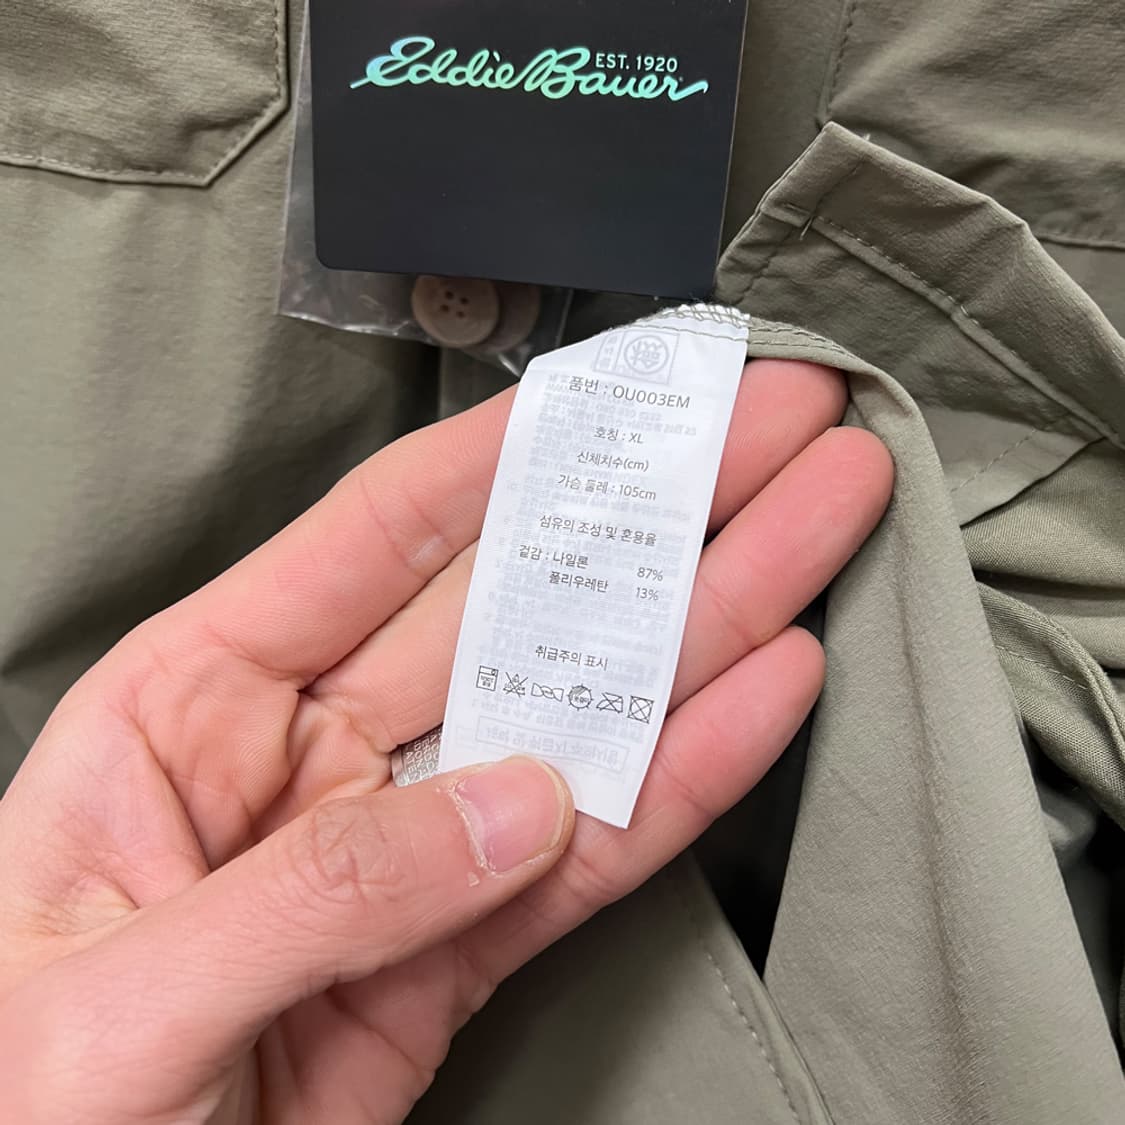 Eddie Bauer
EST. 1920
품번 : OU003EM
호칭 : XL
신체치수(cm)
가슴 둘레 : 105cm
섬유의 조성 및 혼용율
겉감 : 나일론 87%
폴리우레탄 13%
취급주의 표시